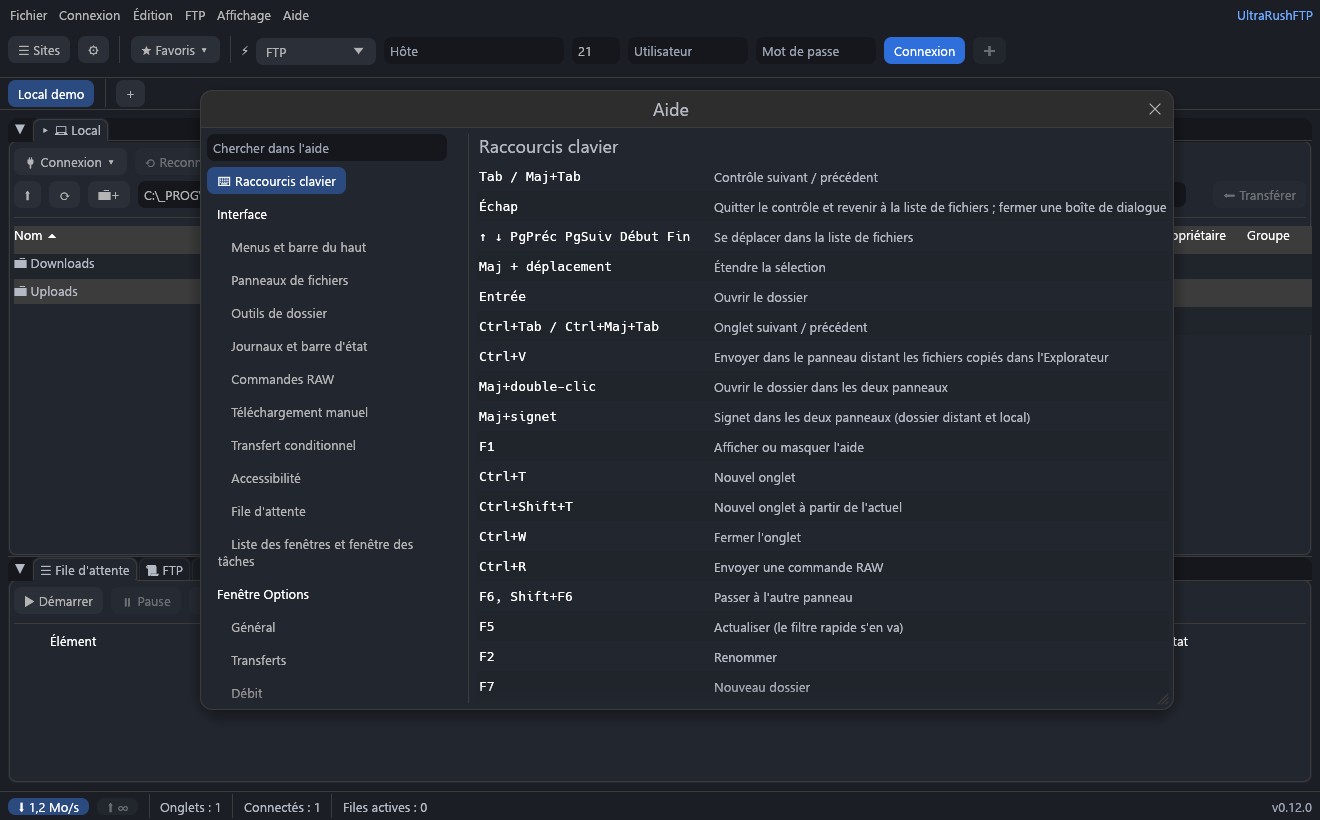 Fichier Connexion Édition FTP Affichage Aide UltraRushFTP
Sites Favoris FTP Hôte 21 Utilisateur Mot de passe Connexion +
Local demo +
Aide
Local
Chercher dans l'aide
Raccourcis clavier
Connexion Reconn
Raccourcis clavier
C:\_PROG
Transférer
Nom opriétaire Groupe
Downloads
Uploads
Interface
Menus et barre du haut
Panneaux de fichiers
Outils de dossier
Journaux et barre d'état
Commandes RAW
Téléchargement manuel
Transfert conditionnel
Accessibilité
File d'attente
Liste des fenêtres et fenêtre des
tâches
Fenêtre Options
Général
Transferts
Débit
Tab / Maj+Tab Contrôle suivant / précédent
Échap Quitter le contrôle et revenir à la liste de fichiers ; fermer une boîte de dialogue
↑ ↓ PgPréc PgSuiv Début Fin Se déplacer dans la liste de fichiers
Maj + déplacement Étendre la sélection
Entrée Ouvrir le dossier
Ctrl+Tab / Ctrl+Maj+Tab Onglet suivant / précédent
Ctrl+V Envoyer dans le panneau distant les fichiers copiés dans l'Explorateur
Maj+double-clic Ouvrir le dossier dans les deux panneaux
Maj+signet Signet dans les deux panneaux (dossier distant et local)
F1 Afficher ou masquer l'aide
Ctrl+T Nouvel onglet
Ctrl+Shift+T Nouvel onglet à partir de l'actuel
Ctrl+W Fermer l'onglet
Ctrl+R Envoyer une commande RAW
F6, Shift+F6 Passer à l'autre panneau
F5 Actualiser (le filtre rapide s'en va)
F2 Renommer
F7 Nouveau dossier
File d'attente FTP
Démarrer Pause
Élément tat
1,2 Mo/s ∞ Onglets : 1 Connectés : 1 Files actives : 0 v0.12.0